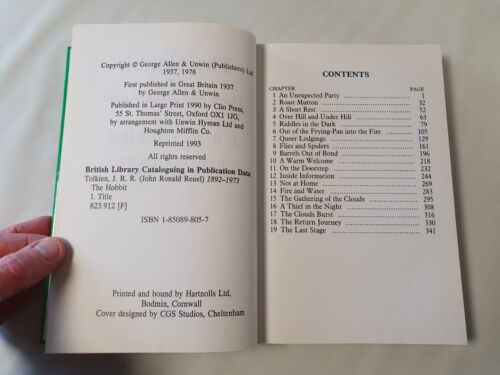 Copyright © George Allen & Unwin (Publishers) Ltd
1937, 1978
First published in Great Britain 1937
by George Allen & Unwin
Published in Large Print 1990 by Clio Press,
55 St. Thomas' Street, Oxford OX1 1JG,
by arrangement with Unwin Hyman Ltd and
Houghton Mifflin Co.
Reprinted 1993
All rights reserved
British Library Cataloguing in Publication Data
Tolkien, J. R. R. (John Ronald Reuel) 1892–1973
The Hobbit
I. Title
823.912 [F]
ISBN 1-85089-805-7
Printed and bound by Hartnolls Ltd,
Bodmin, Cornwall
Cover designed by CGS Studios, Cheltenham
CONTENTS
CHAPTER PAGE
1 An Unexpected Party 1
2 Roast Mutton 32
3 A Short Rest 52
4 Over Hill and Under Hill 63
5 Riddles in the Dark 79
6 Out of the Frying-Pan into the Fire 105
7 Queer Lodgings 129
8 Flies and Spiders 161
9 Barrels Out of Bond 196
10 A Warm Welcome 218
11 On the Doorstep 232
12 Inside Information 244
13 Not at Home 269
14 Fire and Water 283
15 The Gathering of the Clouds 295
16 A Thief in the Night 308
17 The Clouds Burst 316
18 The Return Journey 330
19 The Last Stage 341